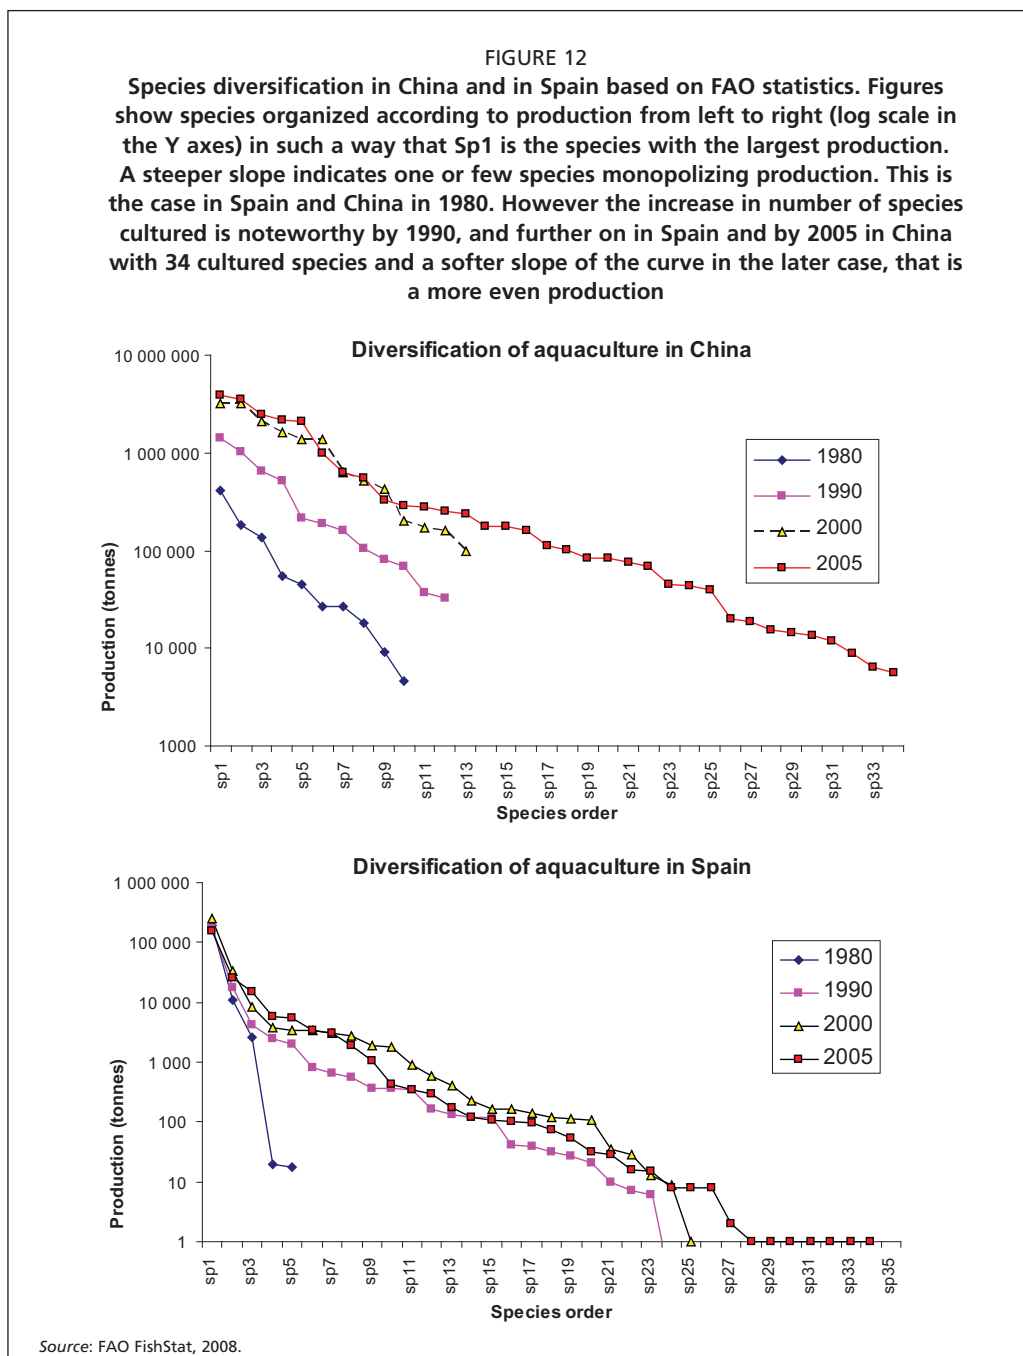 FIGURE 12
Species diversification in China and in Spain based on FAO statistics. Figures
show species organized according to production from left to right (log scale in
the Y axes) in such a way that Sp1 is the species with the largest production.
A steeper slope indicates one or few species monopolizing production. This is
the case in Spain and China in 1980. However the increase in number of species
cultured is noteworthy by 1990, and further on in Spain and by 2005 in China
with 34 cultured species and a softer slope of the curve in the later case, that is
a more even production
Diversification of aquaculture in China
Production (tonnes)
10 000 000
1 000 000
100 000
10 000
1000
1980
1990
2000
2005
sp1 sp3 sp5 sp7 sp9 sp11 sp13 sp15 sp17 sp19 sp21 sp23 sp25 sp27 sp29 sp31 sp33
Species order
Diversification of aquaculture in Spain
Production (tonnes)
1 000 000
100 000
10 000
1 000
100
10
1
1980
1990
2000
2005
sp1 sp3 sp5 sp7 sp9 sp11 sp13 sp15 sp17 sp19 sp21 sp23 sp25 sp27 sp29 sp31 sp33 sp35
Species order
Source: FAO FishStat, 2008.